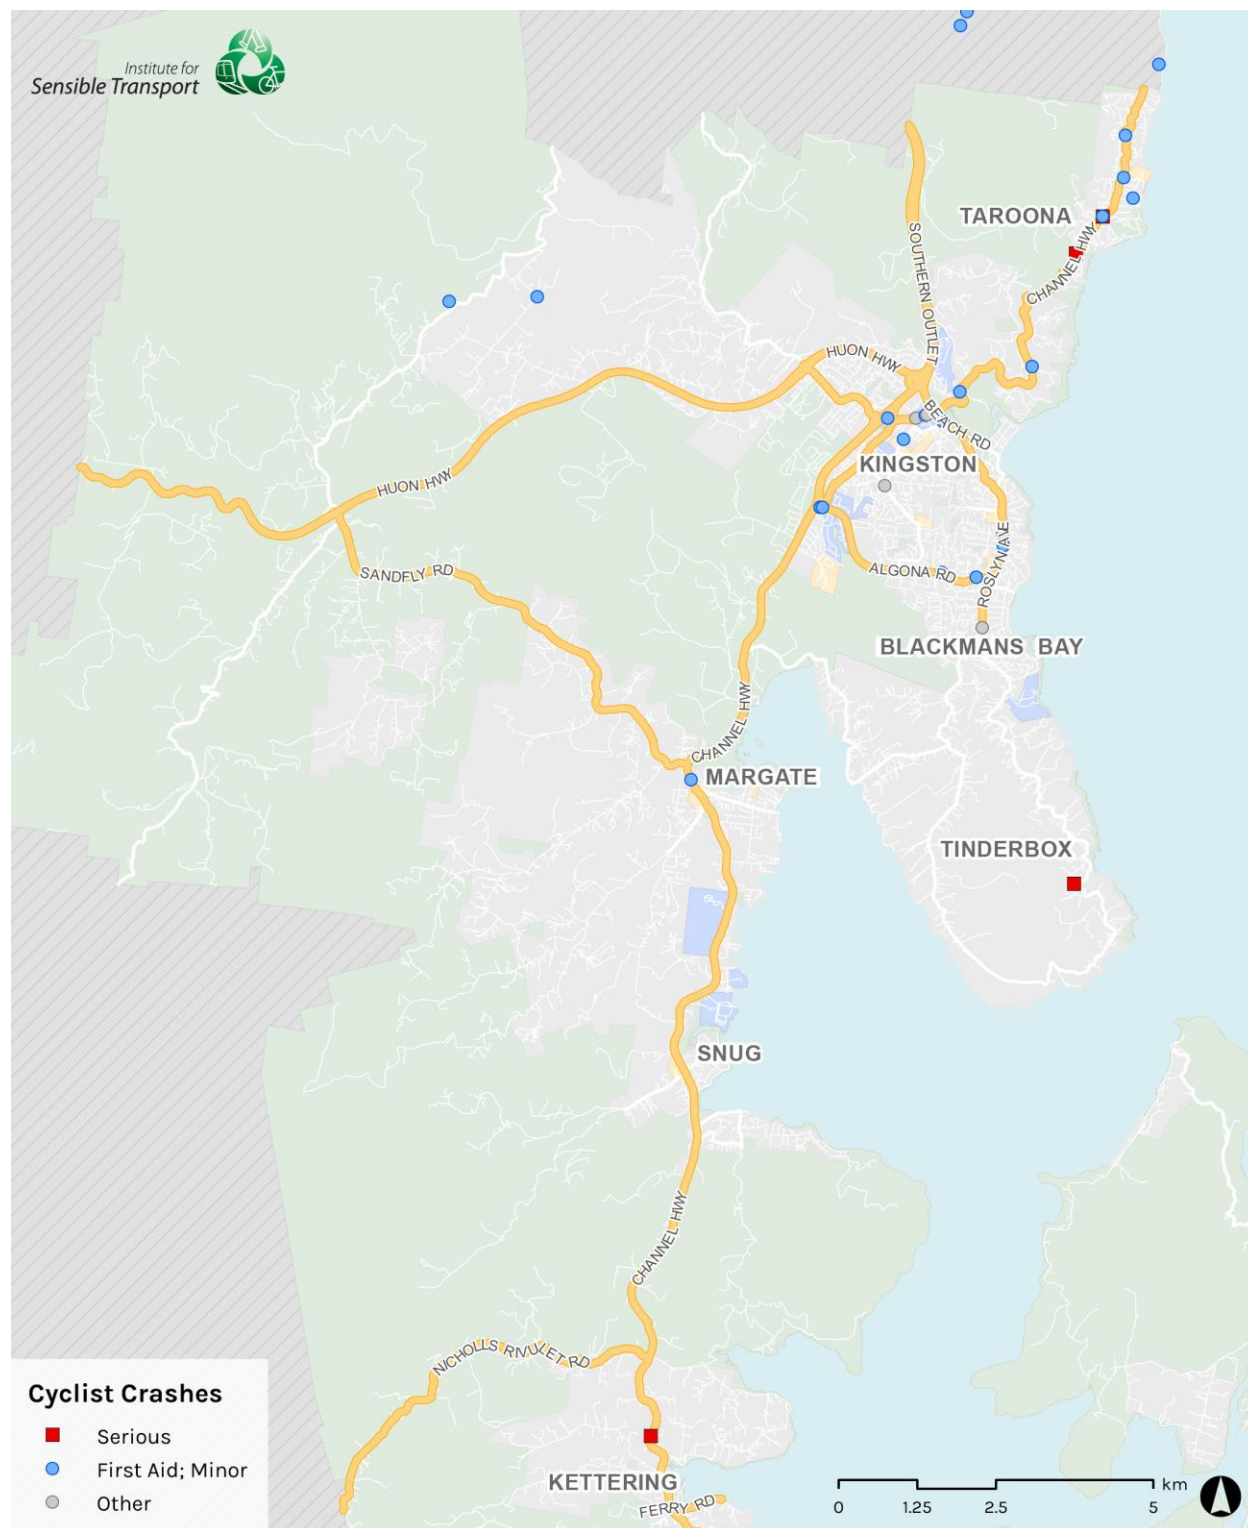 Institute for
Sensible Transport
TAROONA
SOUTHERN OUTLET
CHANNEL HWY
HUON HWY
BEACH RD
KINGSTON
HUON HWY
ROSLYN AVE
ALGONA RD
SANDFLY RD
BLACKMANS BAY
CHANNEL HWY
MARGATE
TINDERBOX
SNUG
CHANNEL HWY
NICHOLLS RIVULET RD
Cyclist Crashes
Serious
First Aid; Minor
Other
KETTERING
FERRY RD
km
0 1.25 2.5 5